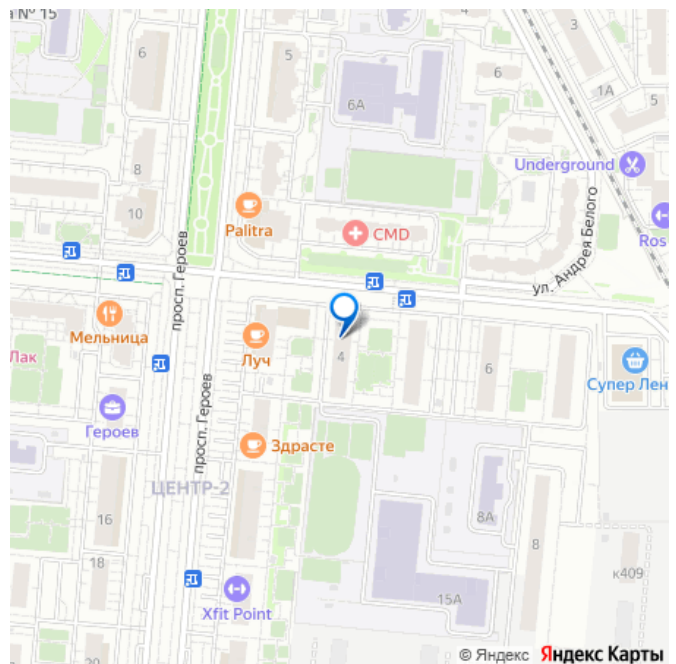 № 15
6
5
3
6А
6
1А
5
Underground
8
10
Palitra
CMD
Ros
ул. Андрея Белого
просп. Героев
Мельница
Лак
Луч
4
6
Супер Лен
Героев
просп. Героев
Здрасте
ЦЕНТР-2
16
8А
8
18
к409
15А
Xfit Point
20
© Яндекс Яндекс Карты